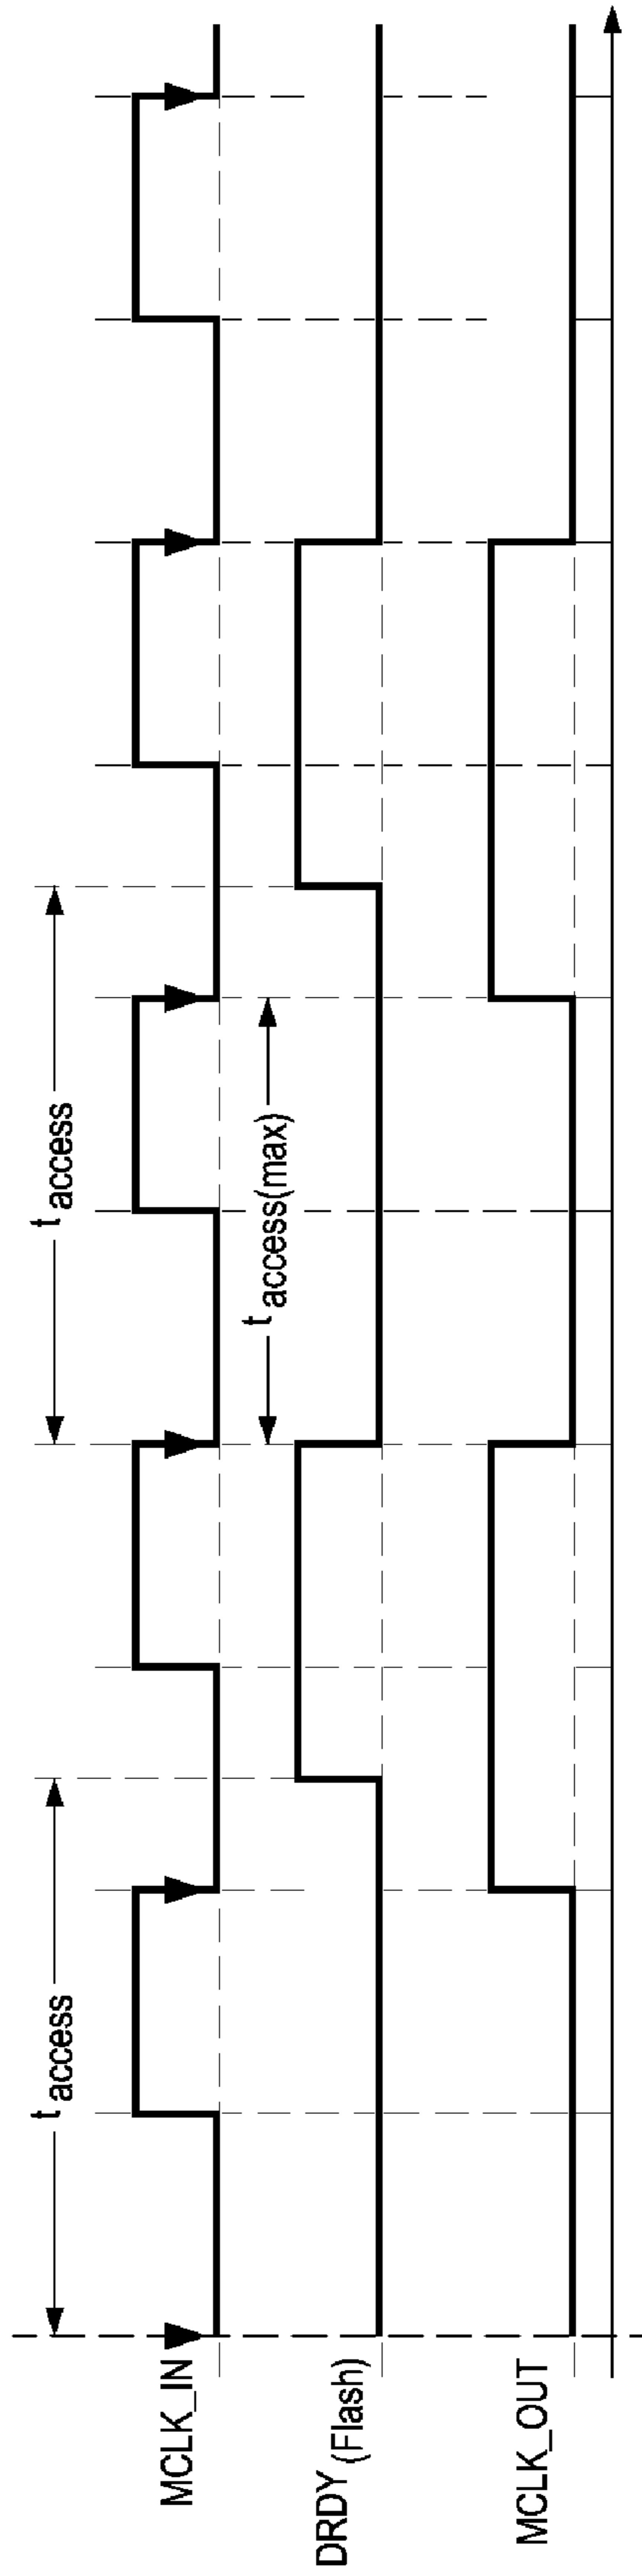 t access
t access
t access(max)
MCLK_IN
DRDY (Flash)
MCLK_OUT